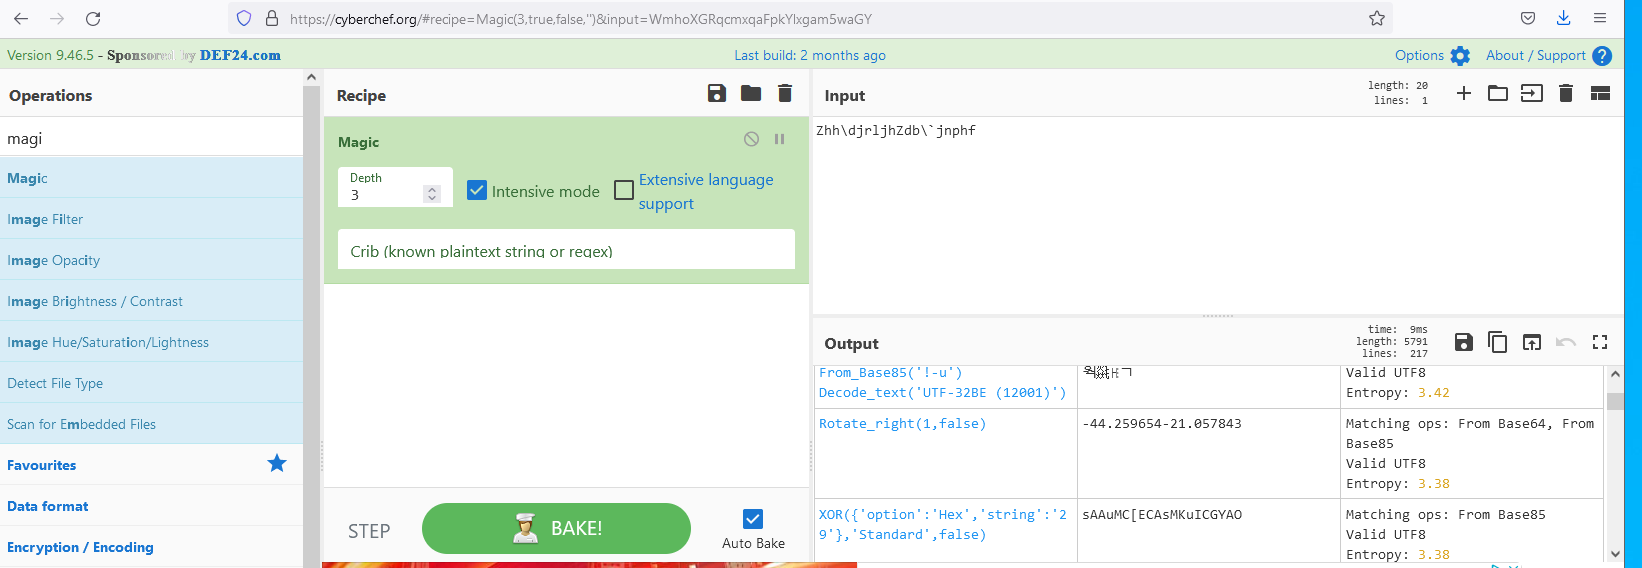 https://cyberchef.org/#recipe=Magic(3,true,false,'')&input=WmhoXGRqcmxqaFpkYlxgam5waGY
Version 9.46.5 - Sponsored by DEF24.com
Last build: 2 months ago
Options
About / Support
Operations
magi
Magic
Image Filter
Image Opacity
Image Brightness / Contrast
Image Hue/Saturation/Lightness
Detect File Type
Scan for Embedded Files
Favourites
Data format
Encryption / Encoding
Recipe
Magic
Depth
3
Intensive mode
Extensive language
support
Crib (known plaintext string or regex)
STEP
BAKE!
Auto Bake
Input
length: 20
lines: 1
Zhh\djrljhZdb\`jnphf
Output
time: 9ms
length: 5791
lines: 217
From_Base85('!-u')
Decode_text('UTF-32BE (12001)')
Valid UTF8
Entropy: 3.42
Rotate_right(1,false)
-44.259654-21.057843
Matching ops: From Base64, From
Base85
Valid UTF8
Entropy: 3.38
XOR({'option':'Hex','string':'2
9'},'Standard',false)
sAAuMC[ECAsMKuICGYAO
Matching ops: From Base85
Valid UTF8
Entropy: 3.38